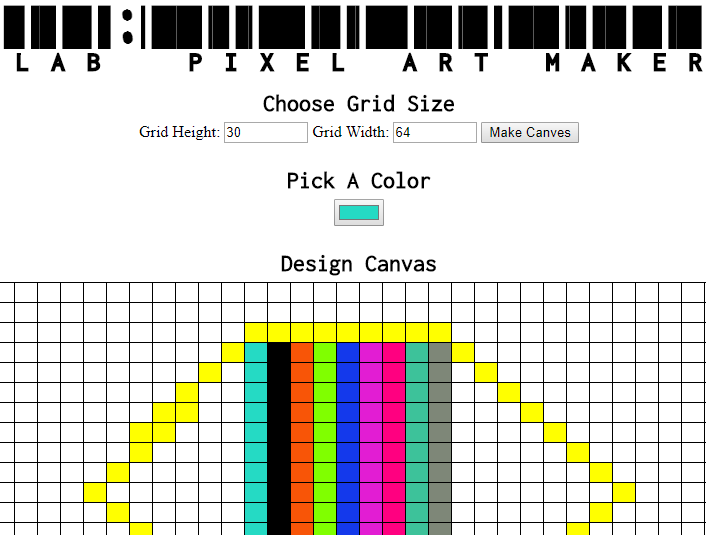 LAB PIXEL ART MAKER
Choose Grid Size
Grid Height: 30 Grid Width: 64 Make Canves
Pick A Color
Design Canvas